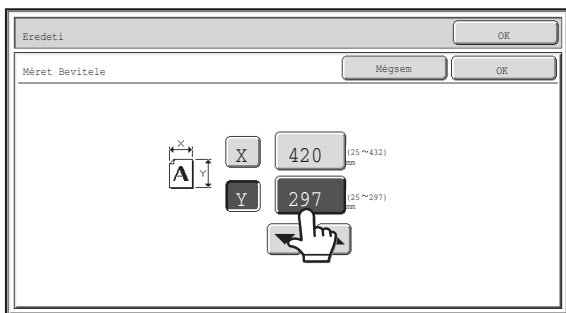 Eredeti OK
Méret Bevitele Mégsem OK
X
A Y
X 420 (25~432)
mm
Y 297 (25~297)
mm